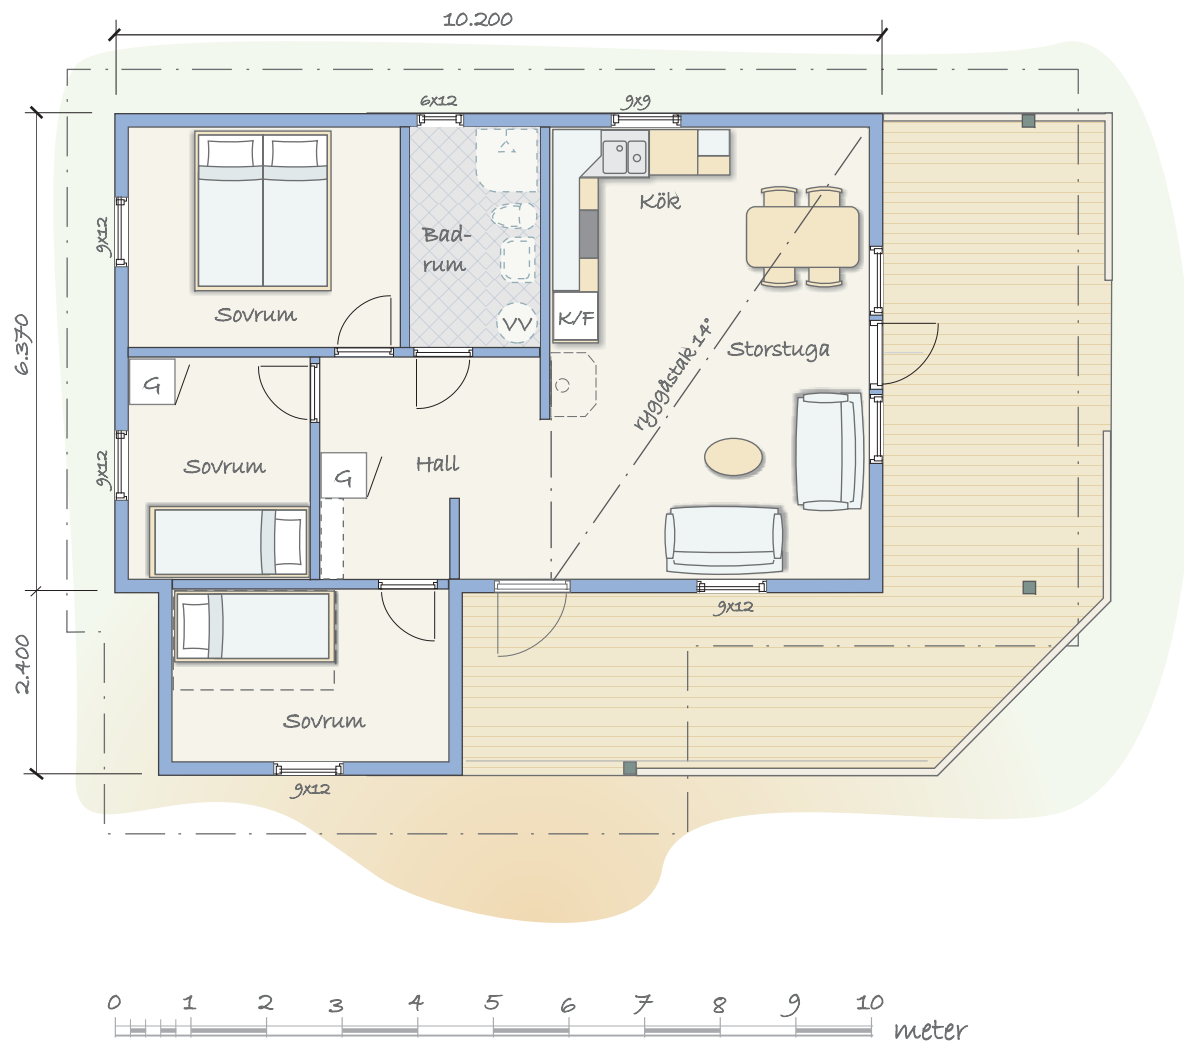 10.200
6x12
9x9
Kök
9x12
Bad-
rum
Sovrum
VV
K/F
6.370
ryggåstak 14°
Storstuga
G
Sovrum
Hall
9x12
G
9x12
2.400
Sovrum
9x12
0 1 2 3 4 5 6 7 8 9 10
meter